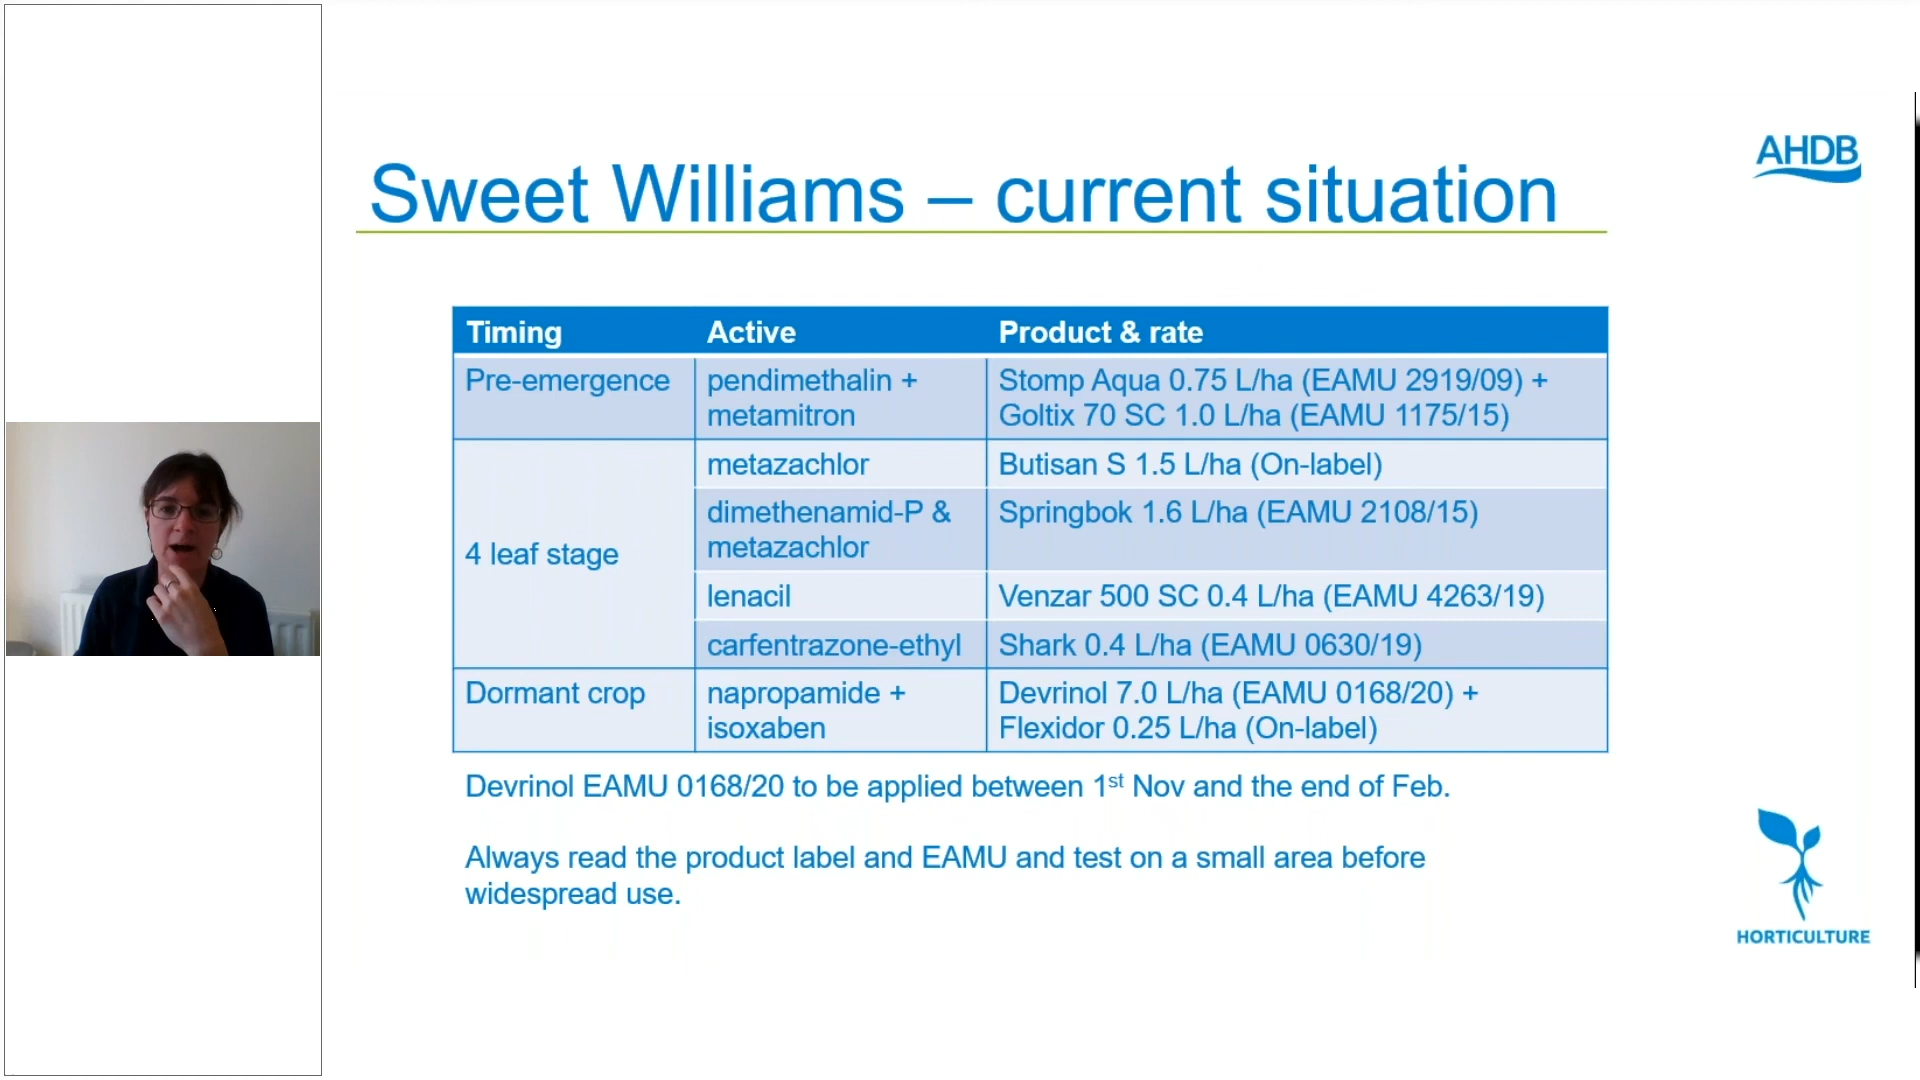 AHDB
Sweet Williams – current situation
Timing Active Product & rate
Pre-emergence pendimethalin + Stomp Aqua 0.75 L/ha (EAMU 2919/09) +
metamitron Goltix 70 SC 1.0 L/ha (EAMU 1175/15)
metazachlor Butisan S 1.5 L/ha (On-label)
dimethenamid-P & Springbok 1.6 L/ha (EAMU 2108/15)
metazachlor
4 leaf stage
lenacil Venzar 500 SC 0.4 L/ha (EAMU 4263/19)
carfentrazone-ethyl Shark 0.4 L/ha (EAMU 0630/19)
Dormant crop napropamide + Devrinol 7.0 L/ha (EAMU 0168/20) +
isoxaben Flexidor 0.25 L/ha (On-label)
Devrinol EAMU 0168/20 to be applied between 1st Nov and the end of Feb.
Always read the product label and EAMU and test on a small area before
widespread use.
HORTICULTURE